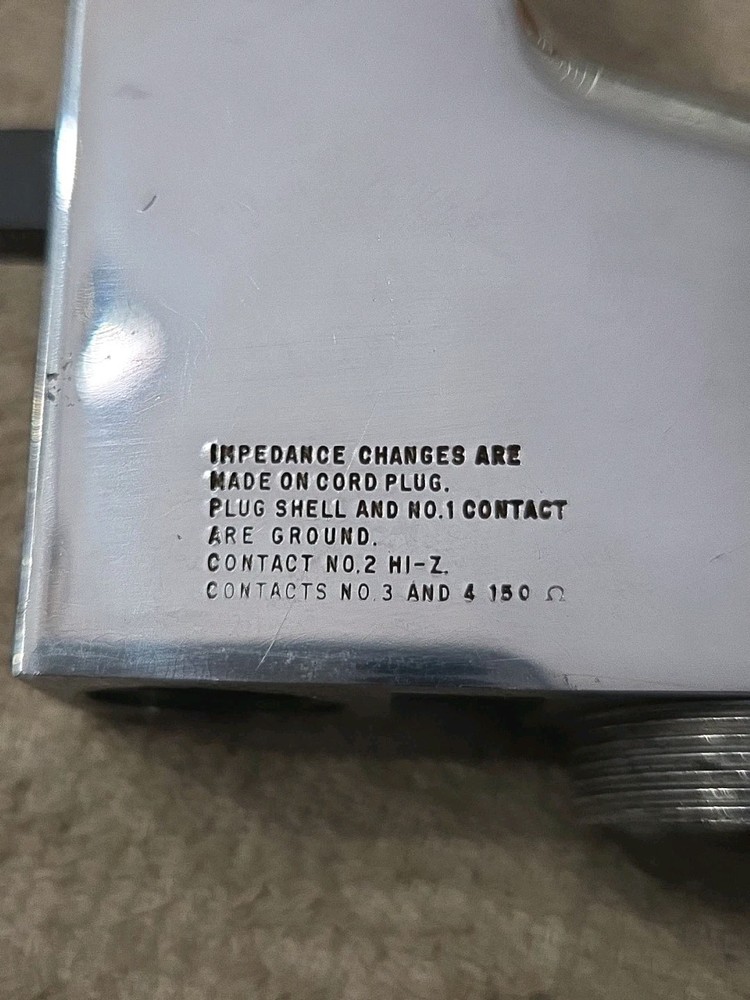 IMPEDANCE CHANGES ARE
MADE ON CORD PLUG.
PLUG SHELL AND NO.1 CONTACT
ARE GROUND.
CONTACT NO.2 HI-Z.
CONTACTS NO.3 AND 4 150 Ω